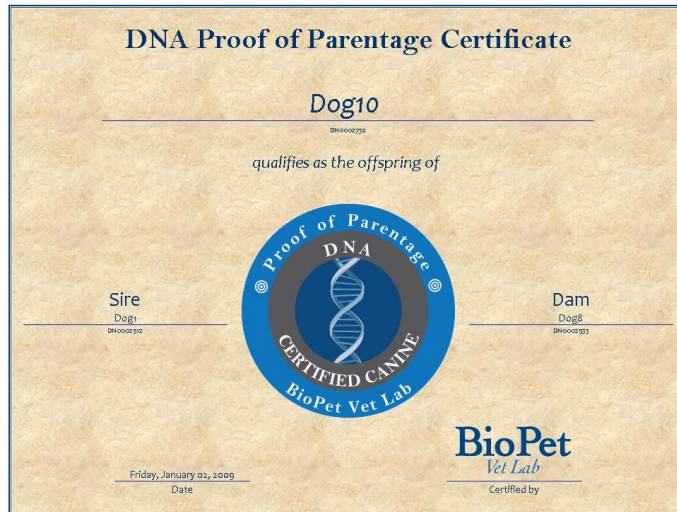 DNA Proof of Parentage Certificate
Dog10
DN0002732
qualifies as the offspring of
Proof of Parentage
DNA
CERTIFIED CANINE
BioPet Vet Lab
Sire
Dog1
DN0002512
Dam
Dog8
DN0002533
BioPet
Vet Lab
Friday, January 02, 2009
Date
Certified by